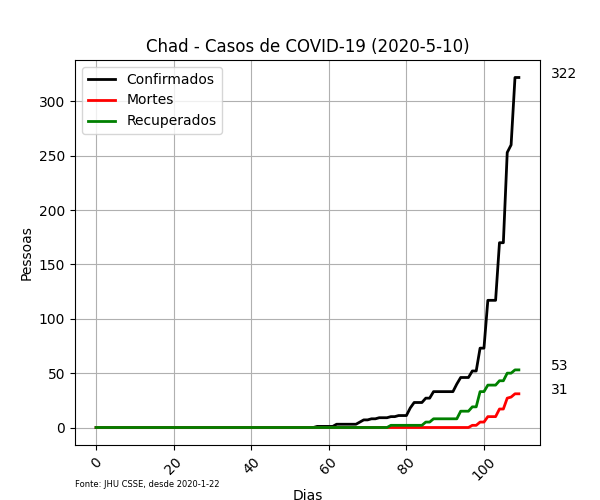 Chad - Casos de COVID-19 (2020-5-10)
Confirmados
Mortes
Recuperados
322
53
31
Pessoas
300
250
200
150
100
50
0
0
20
40
60
80
100
Fonte: JHU CSSE, desde 2020-1-22
Dias